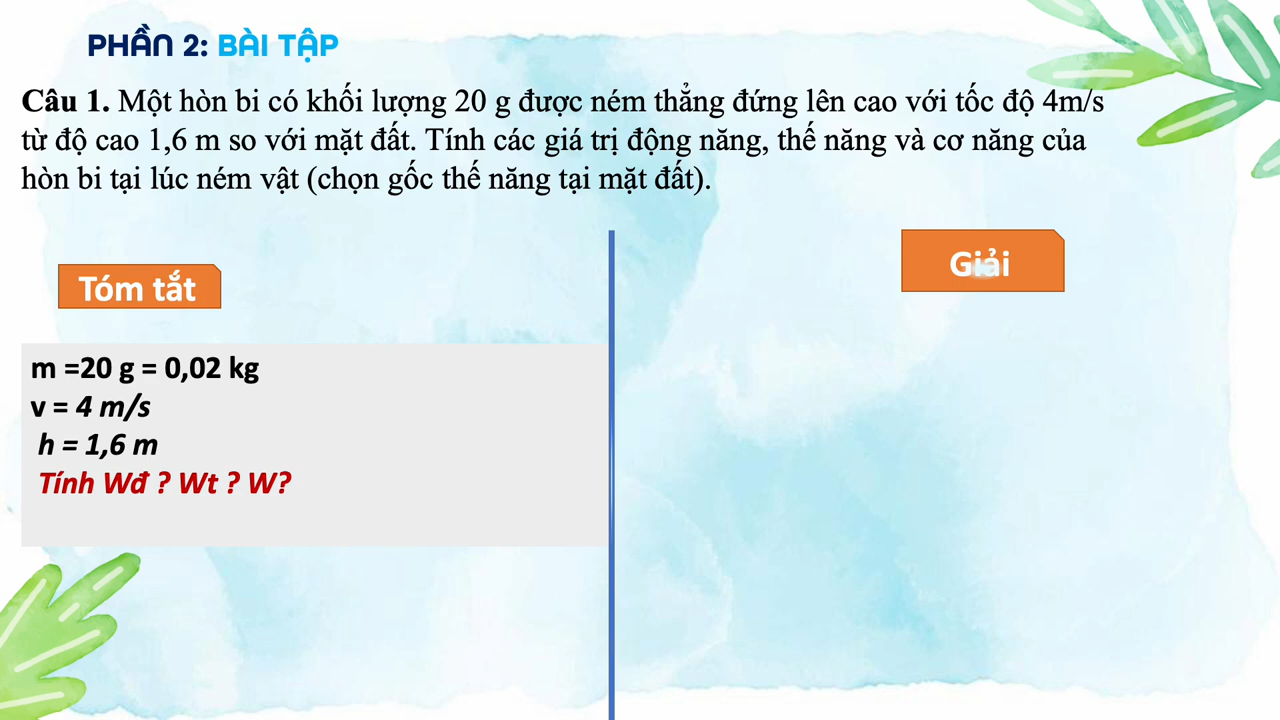 PHẦN 2: BÀI TẬP
Câu 1. Một hòn bi có khối lượng 20 g được ném thẳng đứng lên cao với tốc độ 4m/s
từ độ cao 1,6 m so với mặt đất. Tính các giá trị động năng, thế năng và cơ năng của
hòn bi tại lúc ném vật (chọn gốc thế năng tại mặt đất).
Tóm tắt
m =20 g = 0,02 kg
v = 4 m/s
h = 1,6 m
Tính Wđ ? Wt ? W?
Giải